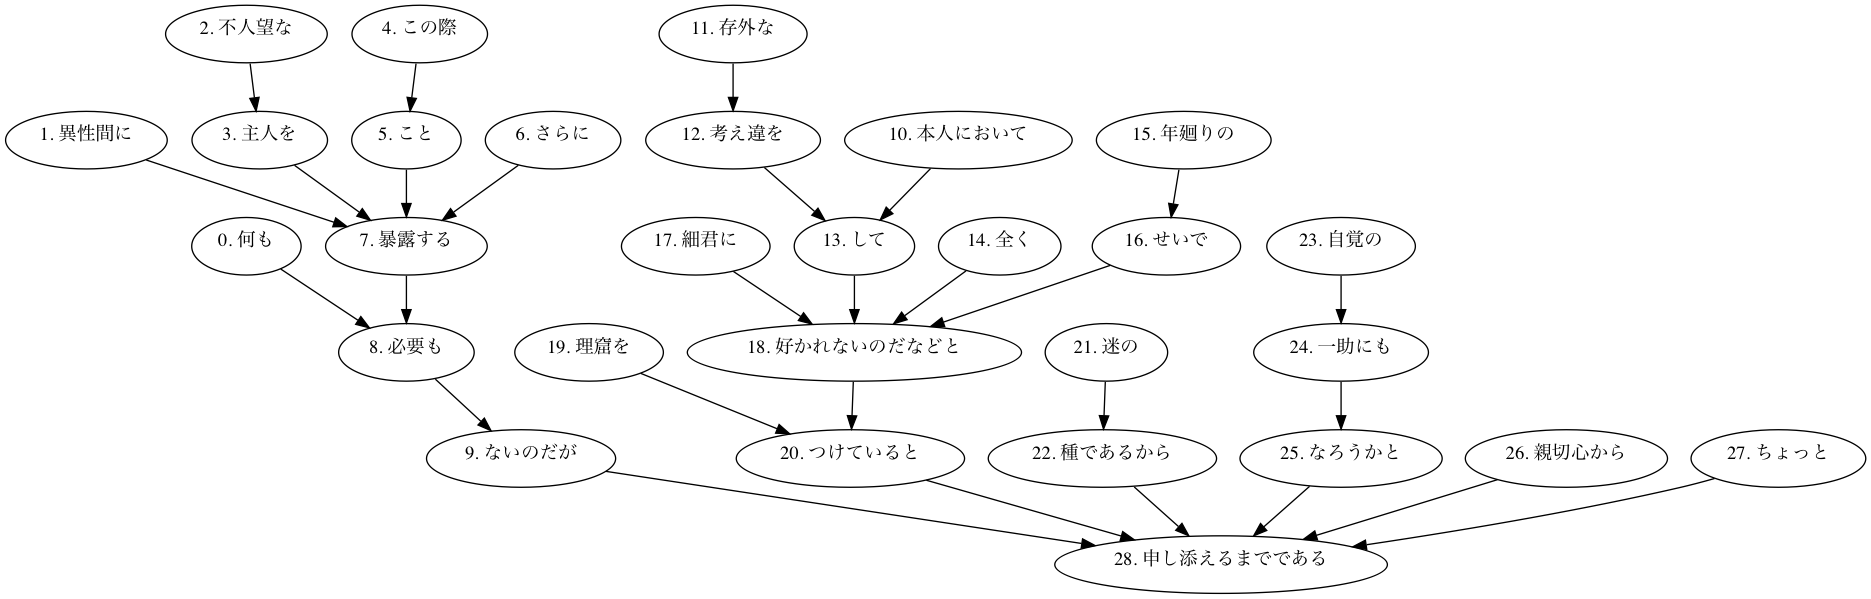 2. 不人望な
4. この際
11. 存外な
1. 異性間に
3. 主人を
5. こと
6. さらに
12. 考え違を
10. 本人において
15. 年廻りの
0. 何も
7. 暴露する
17. 細君に
13. して
14. 全く
16. せいで
23. 自覚の
8. 必要も
19. 理窟を
18. 好かれないのだなどと
21. 迷の
24. 一助にも
9. ないのだが
20. つけていると
22. 種であるから
25. なろうかと
26. 親切心から
27. ちょっと
28. 申し添えるまでである